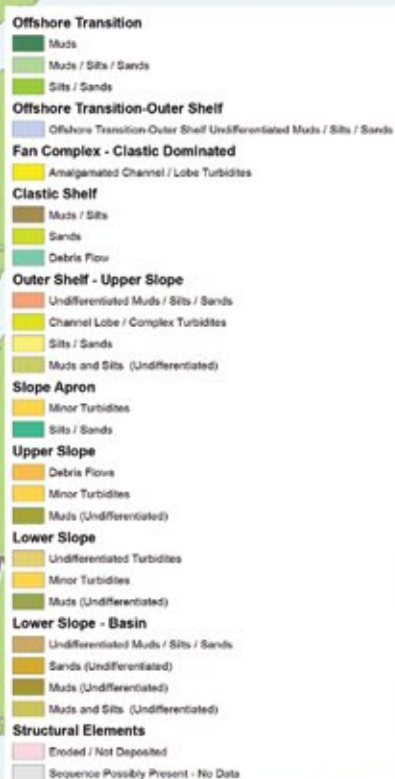 Offshore Transition
Muds
Muds / Silts / Sands
Silts / Sands
Offshore Transition-Outer Shelf
Offshore Transition-Outer Shelf Undifferentiated Muds / Silts / Sands
Fan Complex - Clastic Dominated
Amalgamated Channel / Lobe Turbidites
Clastic Shelf
Muds / Silts
Sands
Debris Flow
Outer Shelf - Upper Slope
Undifferentiated Muds / Silts / Sands
Channel Lobe / Complex Turbidites
Silts / Sands
Muds and Silts (Undifferentiated)
Slope Apron
Minor Turbidites
Silts / Sands
Upper Slope
Debris Flows
Minor Turbidites
Muds (Undifferentiated)
Lower Slope
Undifferentiated Turbidites
Minor Turbidites
Muds (Undifferentiated)
Lower Slope - Basin
Undifferentiated Muds / Silts / Sands
Sands (Undifferentiated)
Muds (Undifferentiated)
Muds and Silts (Undifferentiated)
Structural Elements
Eroded / Not Deposited
Sequence Possibly Present - No Data